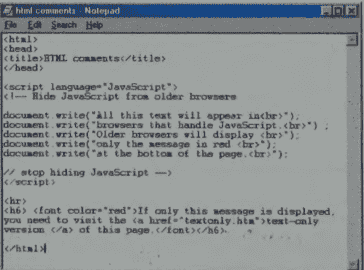 html comments - Notepad
File Edit Search Help
<html>
<head>
<title>HTML comments</title>
</head>
<script language="JavaScript">
<!-- Hide JavaScript from older browsers
document.write("All this text will appear in<br>");
document.write("browsers that handle JavaScript.<br>") ;
document.write("Older browsers will display <br>");
document.write("only the message in red <br>");
document.write("at the bottom of the page.<br>");
// stop hiding JavaScript -->
</script>
<hr>
<h6> <font color="red">If only this message is displayed,
you need to visit the <a href="textonly.htm">text-only
version </a> of this page.</font></h6>
</html>